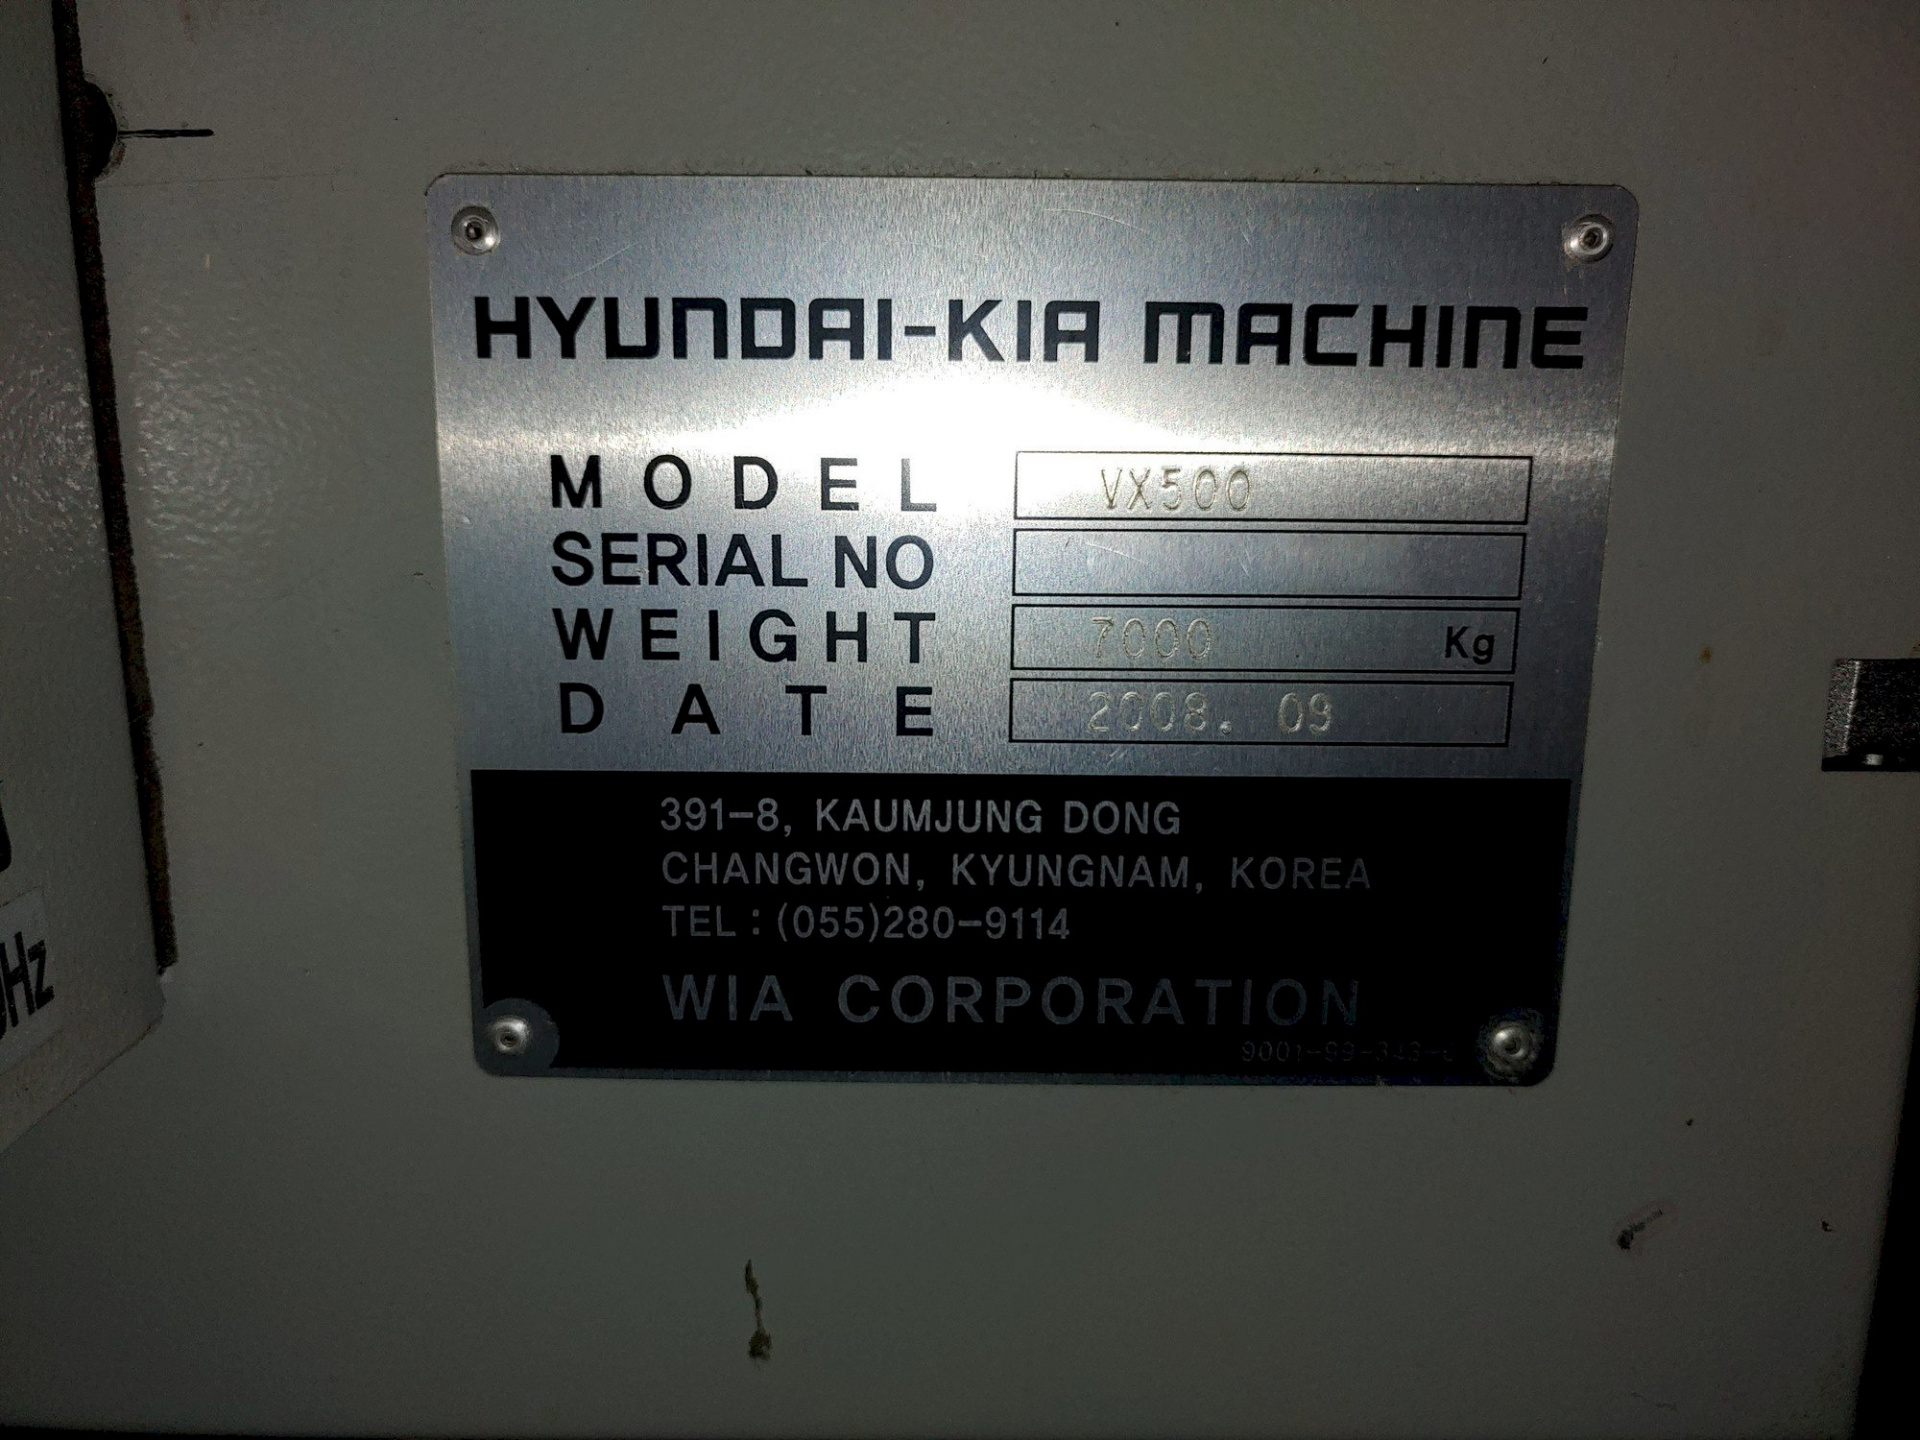 HYUNDAI-KIA MACHINE
MODEL VX500
SERIAL NO
WEIGHT 7000 Kg
DATE 2008. 09
391-8, KAUMJUNG DONG
CHANGWON, KYUNGNAM, KOREA
TEL : (055)280-9114
WIA CORPORATION